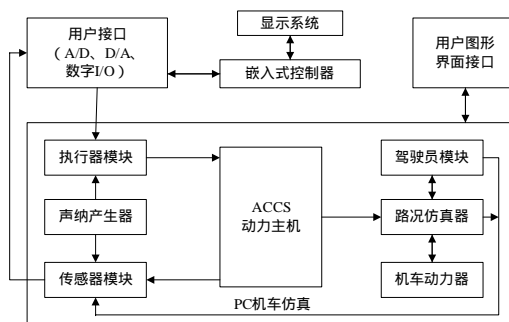 用户接口
（A/D、D/A、
数字I/O）
显示系统
嵌入式控制器
用户图形
界面接口
执行器模块
声纳产生器
传感器模块
ACCS
动力主机
驾驶员模块
路况仿真器
机车动力器
PC机车仿真